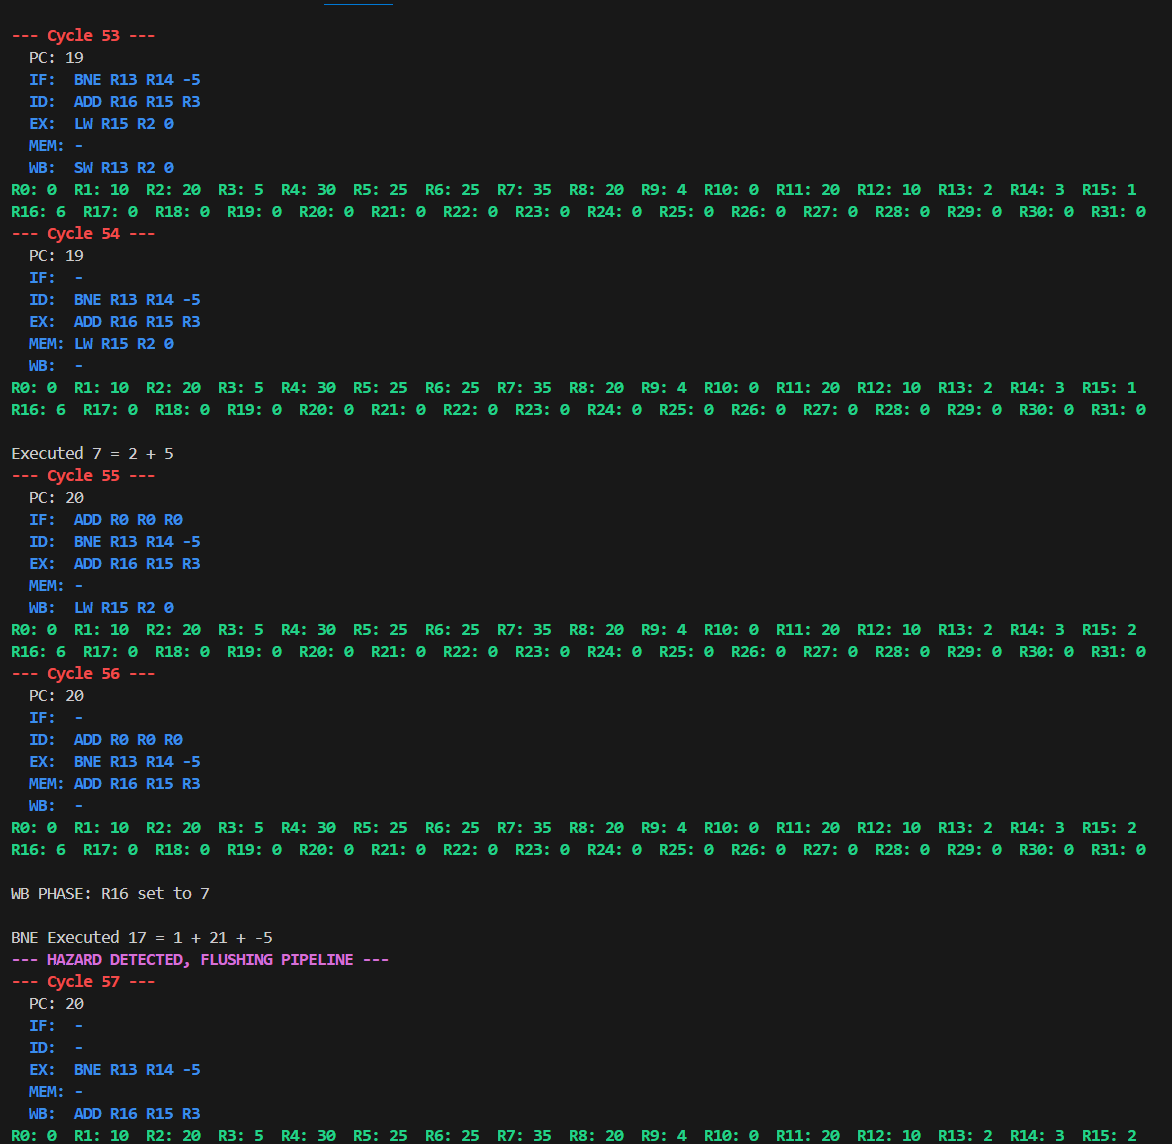 --- Cycle 53 ---
PC: 19
IF: BNE R13 R14 -5
ID: ADD R16 R15 R3
EX: LW R15 R2 0
MEM: -
WB: SW R13 R2 0
R0: 0 R1: 10 R2: 20 R3: 5 R4: 30 R5: 25 R6: 25 R7: 35 R8: 20 R9: 4 R10: 0 R11: 20 R12: 10 R13: 2 R14: 3 R15: 1
R16: 6 R17: 0 R18: 0 R19: 0 R20: 0 R21: 0 R22: 0 R23: 0 R24: 0 R25: 0 R26: 0 R27: 0 R28: 0 R29: 0 R30: 0 R31: 0
--- Cycle 54 ---
PC: 19
IF: -
ID: BNE R13 R14 -5
EX: ADD R16 R15 R3
MEM: LW R15 R2 0
WB: -
R0: 0 R1: 10 R2: 20 R3: 5 R4: 30 R5: 25 R6: 25 R7: 35 R8: 20 R9: 4 R10: 0 R11: 20 R12: 10 R13: 2 R14: 3 R15: 1
R16: 6 R17: 0 R18: 0 R19: 0 R20: 0 R21: 0 R22: 0 R23: 0 R24: 0 R25: 0 R26: 0 R27: 0 R28: 0 R29: 0 R30: 0 R31: 0
Executed 7 = 2 + 5
--- Cycle 55 ---
PC: 20
IF: ADD R0 R0 R0
ID: BNE R13 R14 -5
EX: ADD R16 R15 R3
MEM: -
WB: LW R15 R2 0
R0: 0 R1: 10 R2: 20 R3: 5 R4: 30 R5: 25 R6: 25 R7: 35 R8: 20 R9: 4 R10: 0 R11: 20 R12: 10 R13: 2 R14: 3 R15: 2
R16: 6 R17: 0 R18: 0 R19: 0 R20: 0 R21: 0 R22: 0 R23: 0 R24: 0 R25: 0 R26: 0 R27: 0 R28: 0 R29: 0 R30: 0 R31: 0
--- Cycle 56 ---
PC: 20
IF: -
ID: ADD R0 R0 R0
EX: BNE R13 R14 -5
MEM: ADD R16 R15 R3
WB: -
R0: 0 R1: 10 R2: 20 R3: 5 R4: 30 R5: 25 R6: 25 R7: 35 R8: 20 R9: 4 R10: 0 R11: 20 R12: 10 R13: 2 R14: 3 R15: 2
R16: 6 R17: 0 R18: 0 R19: 0 R20: 0 R21: 0 R22: 0 R23: 0 R24: 0 R25: 0 R26: 0 R27: 0 R28: 0 R29: 0 R30: 0 R31: 0
WB PHASE: R16 set to 7
BNE Executed 17 = 1 + 21 + -5
--- HAZARD DETECTED, FLUSHING PIPELINE ---
--- Cycle 57 ---
PC: 20
IF: -
ID: -
EX: BNE R13 R14 -5
MEM: -
WB: ADD R16 R15 R3
R0: 0 R1: 10 R2: 20 R3: 5 R4: 30 R5: 25 R6: 25 R7: 35 R8: 20 R9: 4 R10: 0 R11: 20 R12: 10 R13: 2 R14: 3 R15: 2